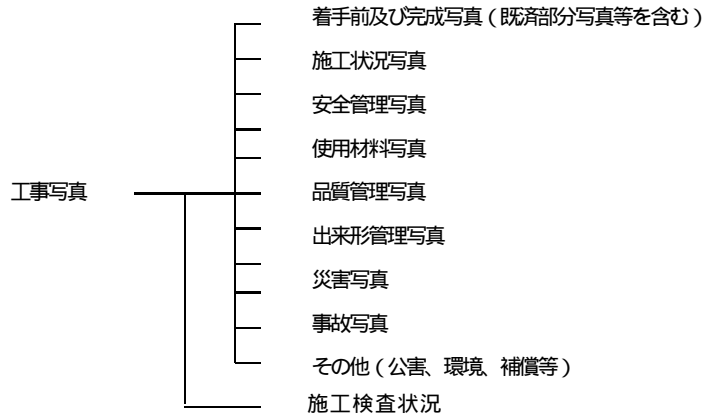 着手前及び完成写真(既済部分写真等を含む)
施工状況写真
安全管理写真
使用材料写真
工事写真
品質管理写真
出来形管理写真
災害写真
事故写真
その他(公害、環境、補償等)
施工検査状況